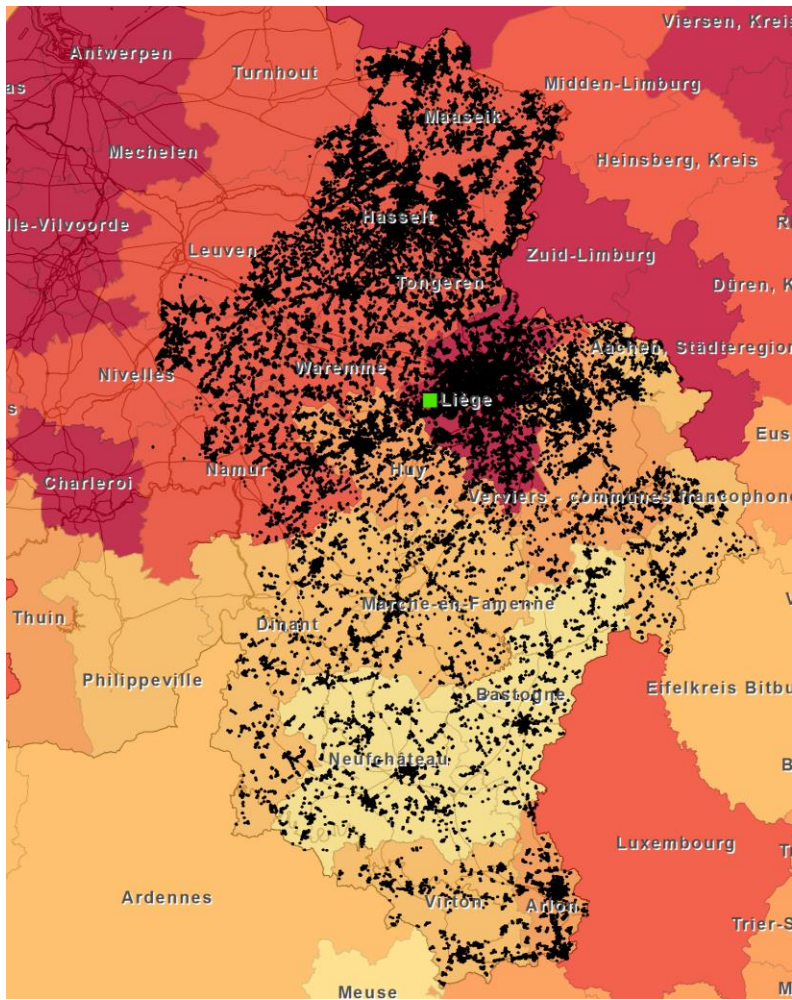 Viersen, Kreis
Antwerpen
Turnhout
Midden-Limburg
as
Maaseik
Mechelen
Heinsberg, Kreis
Hasselt
lle-Vilvoorde
Leuven
Zuid-Limburg
Tongeren
Düren, K
Aachen, Städteregion
Waremme
Nivelles
Liège
s
Eus
Namur
Huy
Charleroi
Verviers - communes francophone
Marche-en-Famenne
Thuin
Dinant
Philippeville
Bastogne
Eifelkreis Bitbu
Neufchâteau
B
Luxembourg
Ardennes
Virton
Arlon
Trier-S
Meuse
M